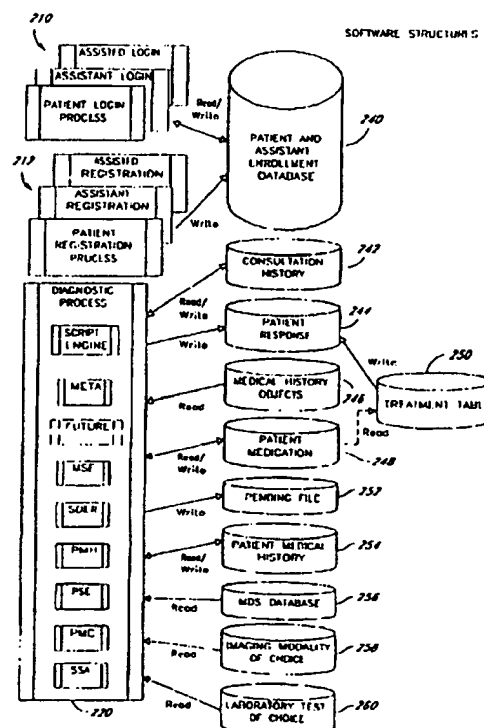 SOFTWARE STRUCTURES
210
ASSISTED LOGIN
ASSISTANT LOGIN
PATIENT LOGIN
PROCESS
Read/
Write
PATIENT AND
ASSISTANT
ENROLLMENT
DATABASE
240
212
ASSISTED
REGISTRATION
ASSISTANT
REGISTRATION
PATIENT
REGISTRATION
PROCESS
Write
DIAGNOSTIC
PROCESS
SCRIPT
ENGINE
META
FUTURE
PMH
SSA
220
Read/
Write
CONSULTATION
HISTORY
242
Write
PATIENT
RESPONSE
244
Read
MEDICAL HISTORY
OBJECTS
246
Write
250
TREATMENT TABLE
Read
Read/
Write
PATIENT
MEDICATION
248
Write
PENDING FILE
252
Read/
Write
PATIENT MEDICAL
HISTORY
254
Read
MDS DATABASE
256
Read
IMAGING MODALITY
OF CHOICE
258
Read
LABORATORY TEST
OF CHOICE
260